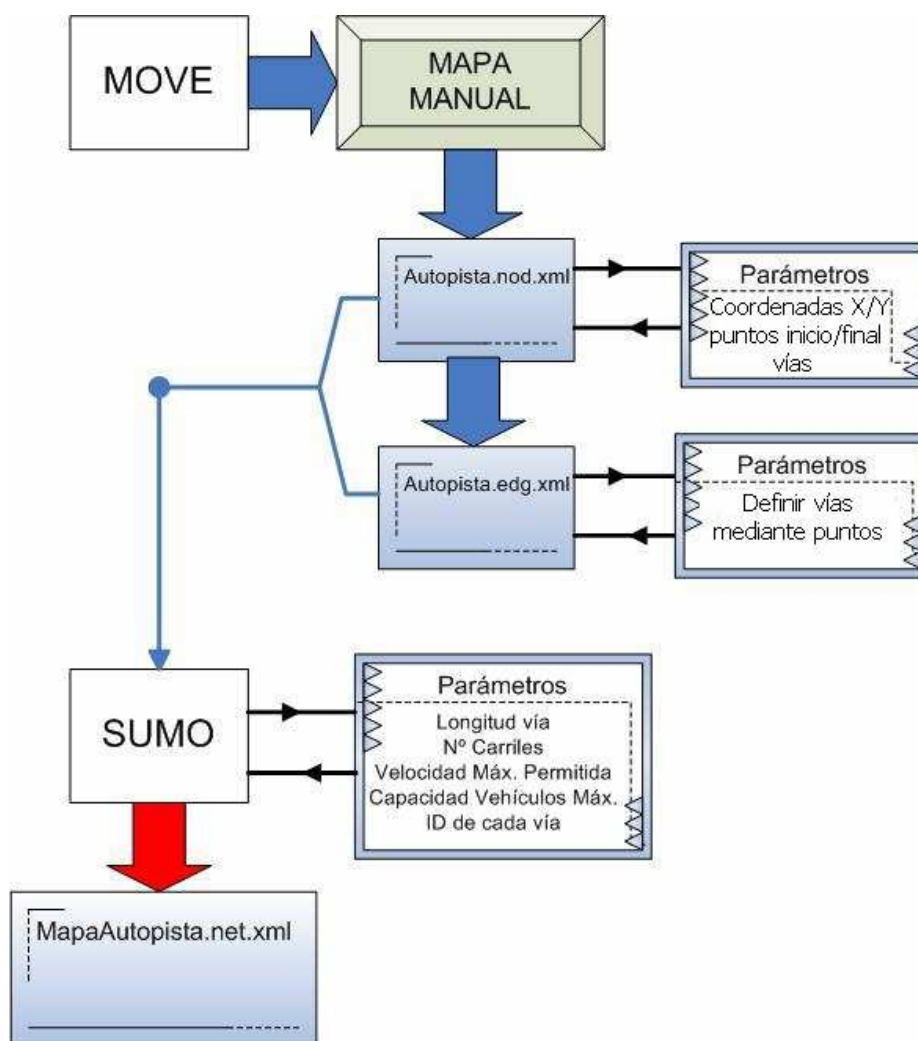 MOVE
MAPA
MANUAL
Autopista.nod.xml
Parámetros
Coordenadas X/Y
puntos inicio/final
vías
Autopista.edg.xml
Parámetros
Definir vías
mediante puntos
SUMO
Parámetros
Longitud vía
Nº Carriles
Velocidad Máx. Permitida
Capacidad Vehículos Máx.
ID de cada vía
MapaAutopista.net.xml